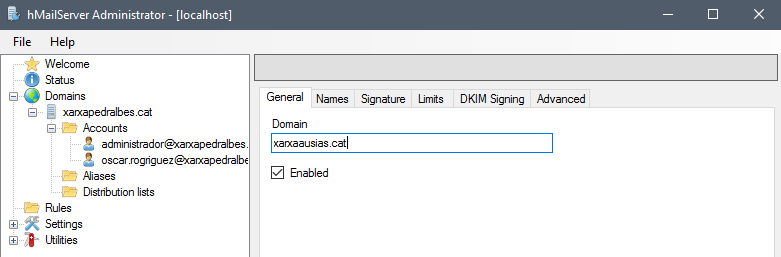 hMailServer Administrator - [localhost]
File Help
Welcome
Status
Domains
xarxapedralbes.cat
Accounts
administrador@xarxapedralbes.
oscar.rogriguez@xarxapedralbe
Aliases
Distribution lists
Rules
Settings
Utilities
General Names Signature Limits DKIM Signing Advanced
Domain
xarxaausias.cat
Enabled